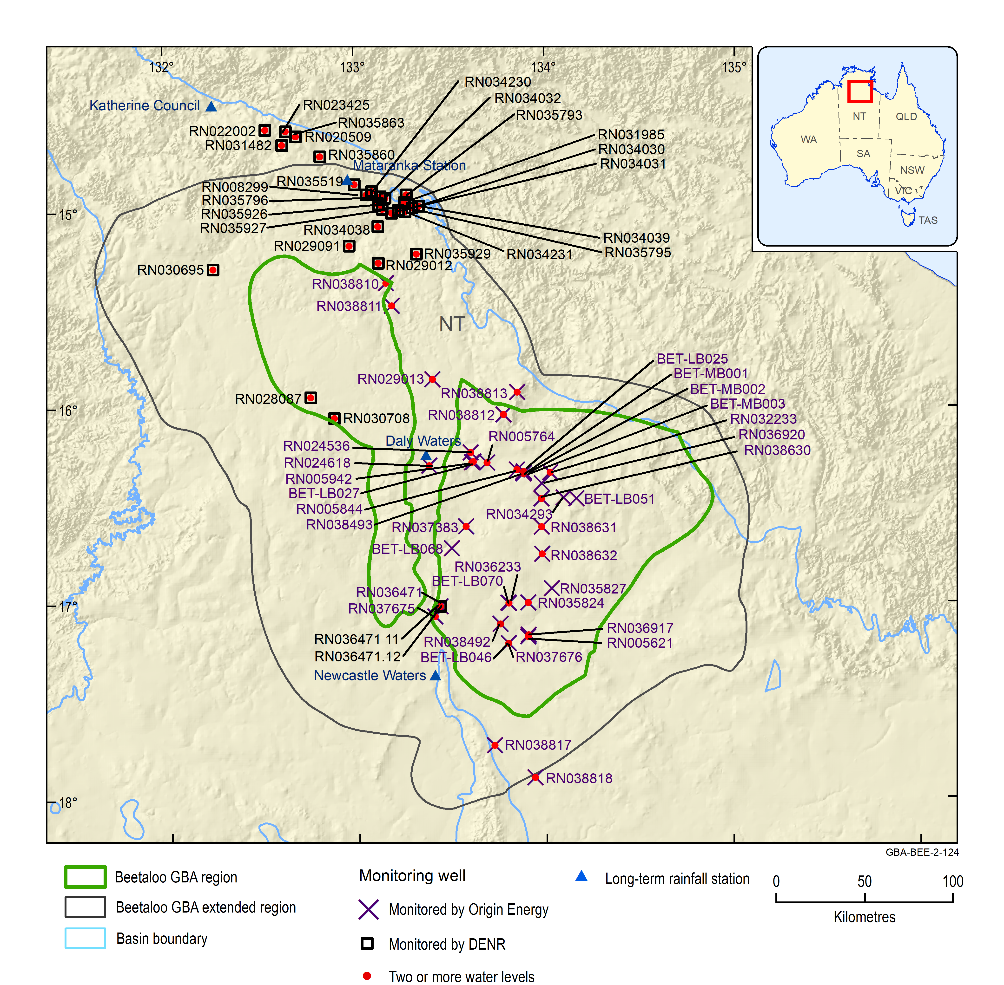 132°
133°
134°
135°
Katherine Council
RN023425
RN035863
RN022002
RN020509
RN031482
RN035860
RN034230
RN034032
RN035793
RN031985
RN034030
RN034031
Mataranka Station
RN035519
RN008299
RN035796
RN035926
RN035927
15°
RN034038
RN029091
RN035929
RN029012
RN034231
RN034039
RN035795
RN030695
RN038810
RN038811
NT
RN029013
RN038813
RN038812
16°
RN028087
RN030708
Daly Waters
RN005764
BET-LB025
BET-MB001
BET-MB002
BET-MB003
RN032233
RN036920
RN038630
RN024536
RN024618
RN005942
BET-LB027
RN005844
RN038493
BET-LB051
RN034293
RN037383
RN038631
BET-LB068
RN038632
RN036233
BET-LB070
RN035827
RN035824
17°
RN036471
RN037675
RN036471 11
RN036471.12
RN038492
BET-LB046
RN037676
RN036917
RN005621
Newcastle Waters
RN038817
RN038818
18°
WA
NT
QLD
SA
NSW
VIC
TAS
GBA-BEE-2-124
Beetaloo GBA region
Beetaloo GBA extended region
Basin boundary
Monitoring well
Monitored by Origin Energy
Monitored by DENR
Two or more water levels
Long-term rainfall station
0 50 100
Kilometres